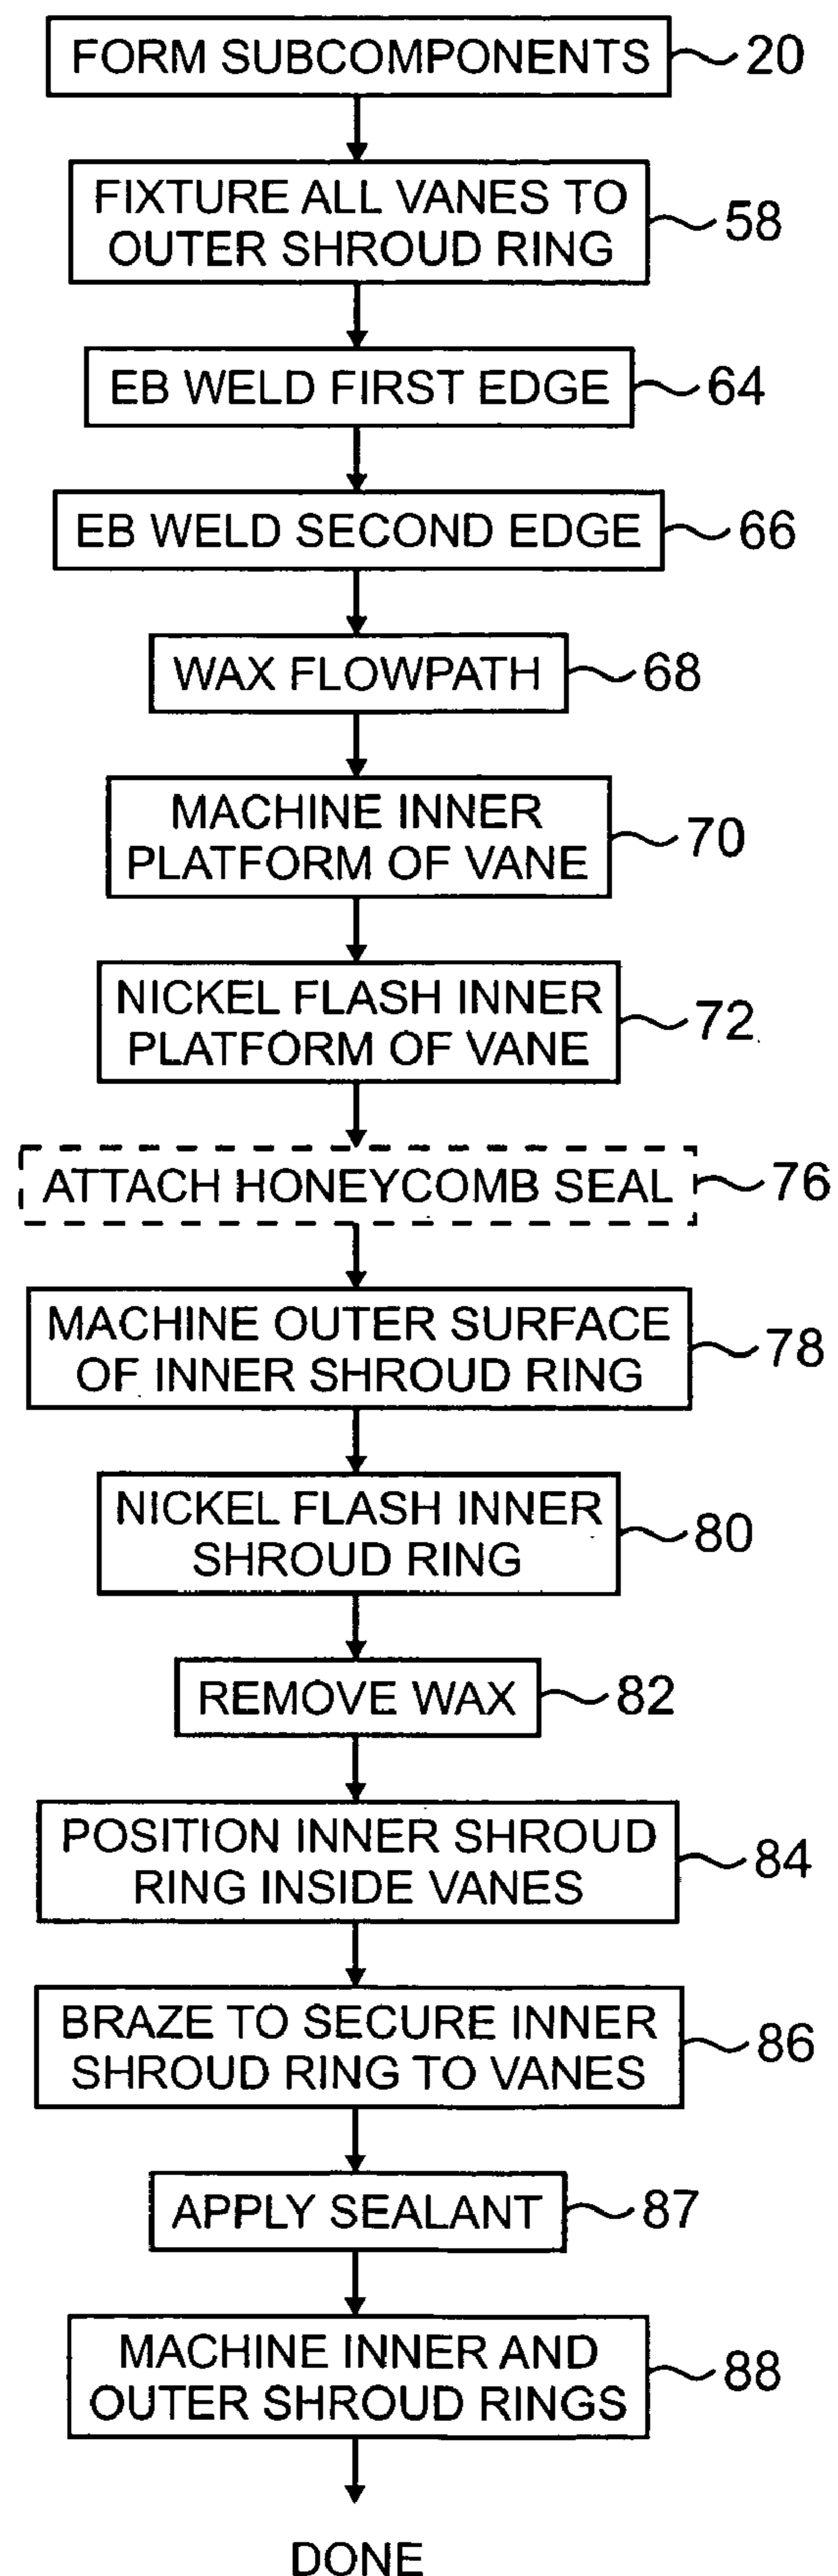 FORM SUBCOMPONENTS 20
FIXTURE ALL VANES TO
OUTER SHROUD RING 58
EB WELD FIRST EDGE 64
EB WELD SECOND EDGE 66
WAX FLOWPATH 68
MACHINE INNER
PLATFORM OF VANE 70
NICKEL FLASH INNER
PLATFORM OF VANE 72
ATTACH HONEYCOMB SEAL 76
MACHINE OUTER SURFACE
OF INNER SHROUD RING 78
NICKEL FLASH INNER
SHROUD RING 80
REMOVE WAX 82
POSITION INNER SHROUD
RING INSIDE VANES 84
BRAZE TO SECURE INNER
SHROUD RING TO VANES 86
APPLY SEALANT 87
MACHINE INNER AND
OUTER SHROUD RINGS 88
DONE